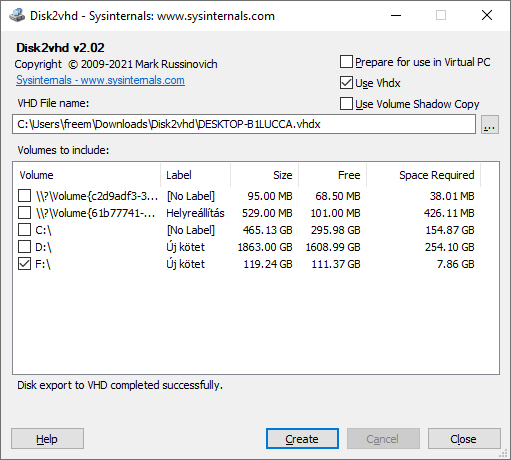 Disk2vhd - Sysinternals: www.sysinternals.com
Disk2vhd v2.02
Copyright © 2009-2021 Mark Russinovich
Sysinternals - www.sysinternals.com
Prepare for use in Virtual PC
Use Vhdx
Use Volume Shadow Copy
VHD File name:
C:\Users\freem\Downloads\Disk2vhd\DESKTOP-B1LUCCA.vhdx
...
Volumes to include:
Volume Label Size Free Space Required
\\?\Volume{c2d9adf3-3... [No Label] 95.00 MB 68.50 MB 38.01 MB
\\?\Volume{61b77741-... Helyreállítás 529.00 MB 101.00 MB 426.11 MB
C:\ [No Label] 465.13 GB 295.98 GB 154.87 GB
D:\ Új kötet 1863.00 GB 1608.99 GB 254.10 GB
F:\ Új kötet 119.24 GB 111.37 GB 7.86 GB
Disk export to VHD completed successfully.
Help Create Cancel Close